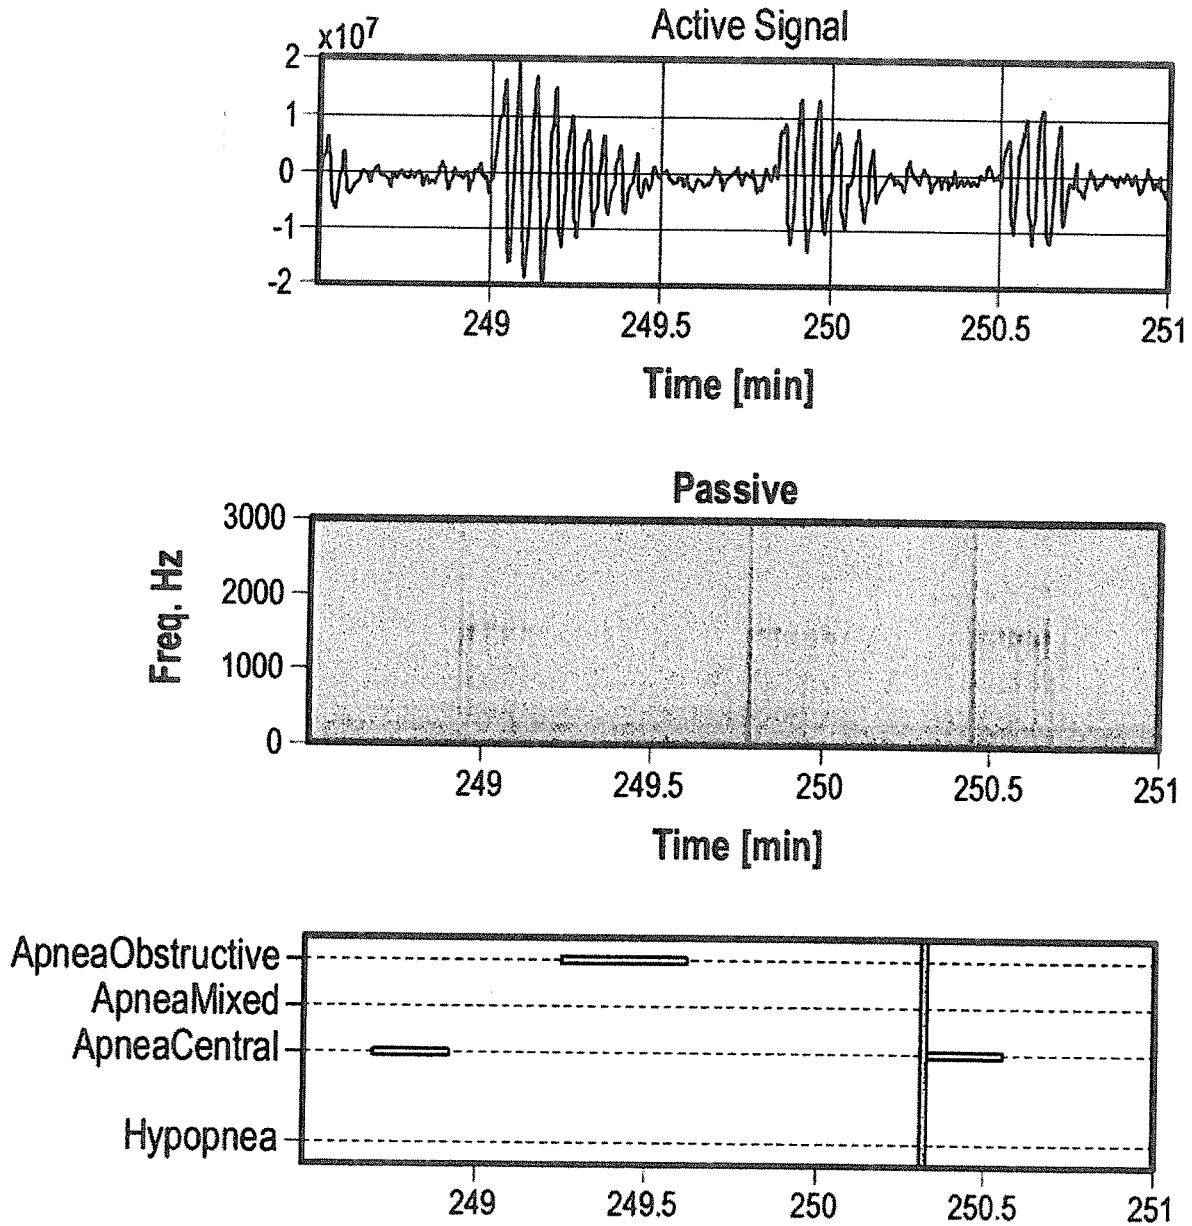 Active Signal
x10⁷
2
1
0
-1
-2
249 249.5 250 250.5 251
Time [min]
Passive
Freq. Hz
3000
2000
1000
0
249 249.5 250 250.5 251
Time [min]
ApneaObstructive
ApneaMixed
ApneaCentral
Hypopnea
249 249.5 250 250.5 251